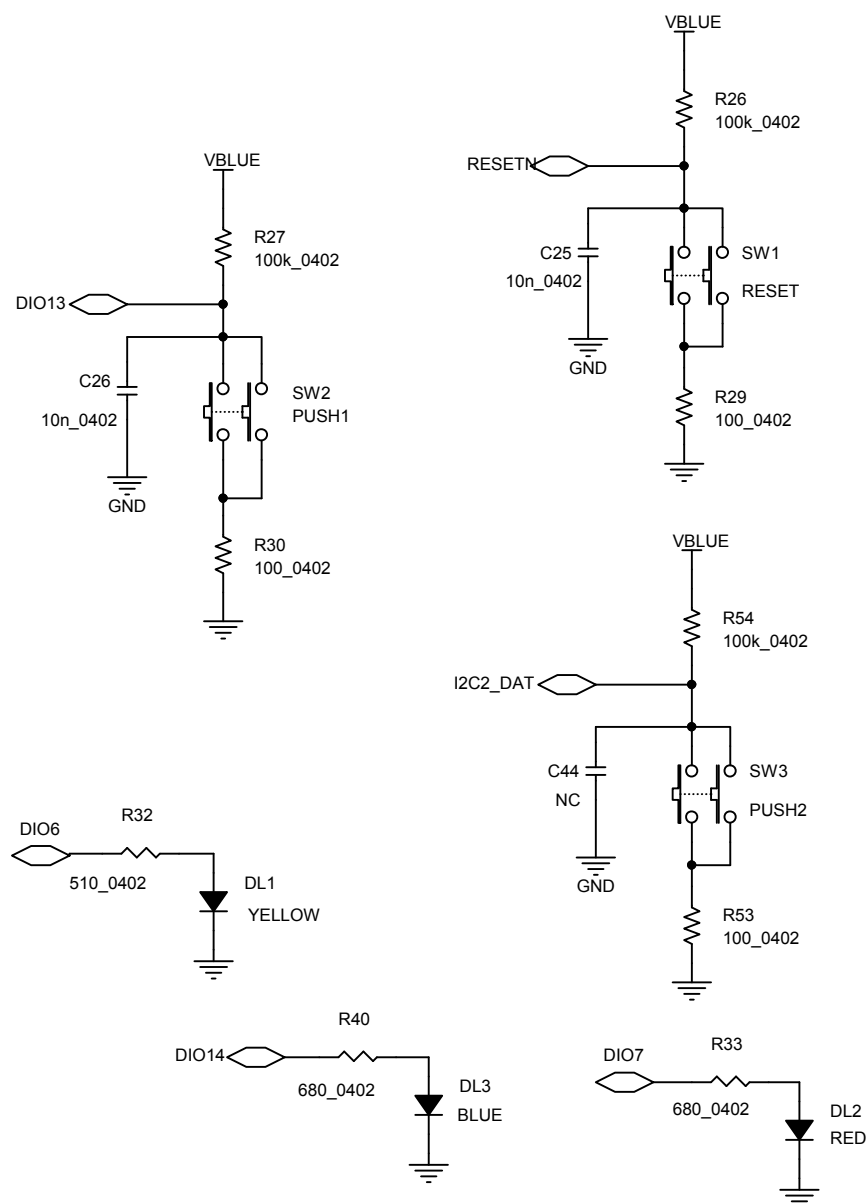 VBLUE
R26
100k_0402
RESETN
C25
10n_0402
SW1
RESET
GND
R29
100_0402
VBLUE
R27
100k_0402
DIO13
C26
10n_0402
SW2
PUSH1
GND
R30
100_0402
VBLUE
R54
100k_0402
I2C2_DAT
C44
NC
SW3
PUSH2
GND
R53
100_0402
DIO6
R32
510_0402
DL1
YELLOW
DIO14
R40
680_0402
DL3
BLUE
DIO7
R33
680_0402
DL2
RED